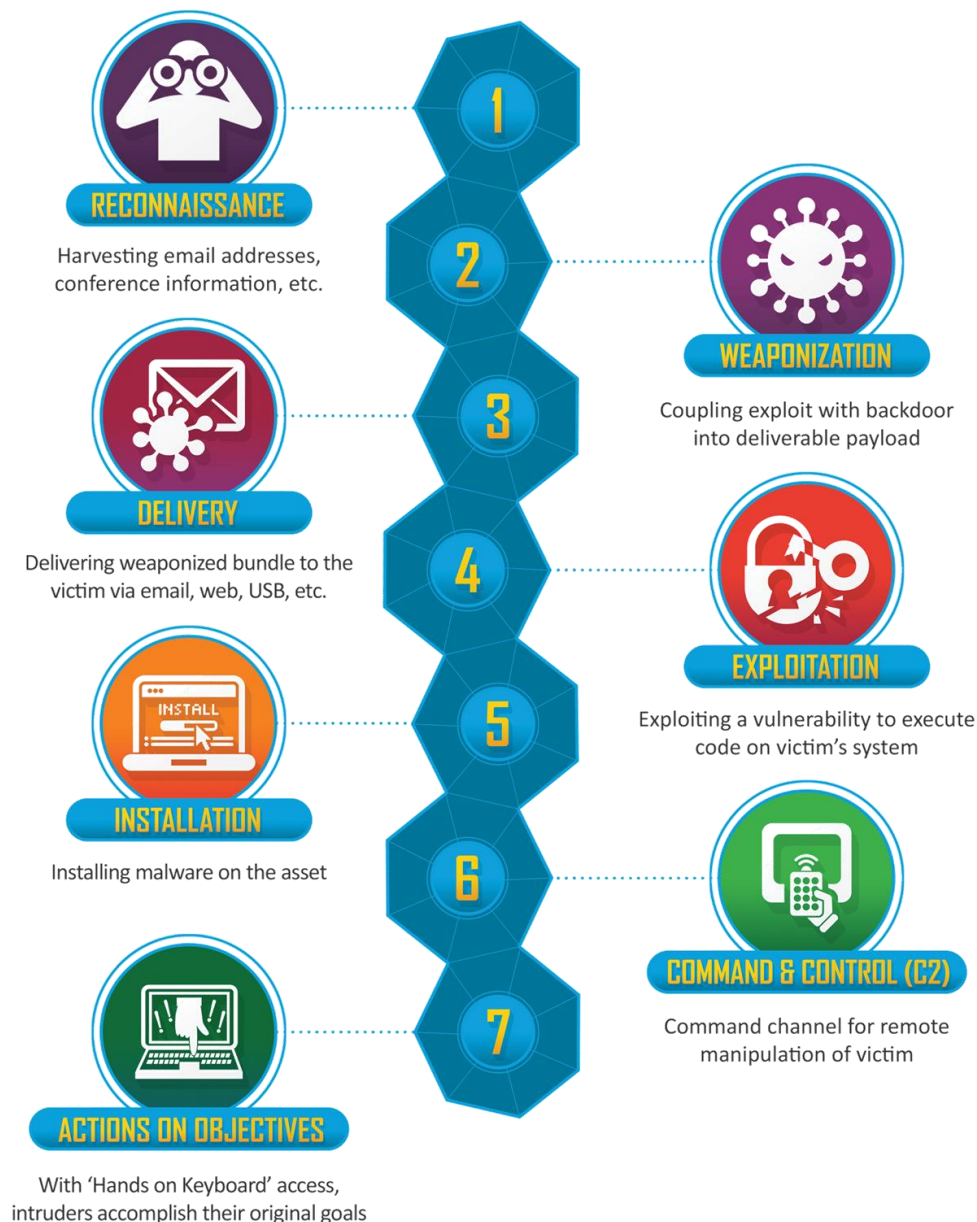 1
RECONNAISSANCE
Harvesting email addresses,
conference information, etc.
2
WEAPONIZATION
Coupling exploit with backdoor
into deliverable payload
3
DELIVERY
Delivering weaponized bundle to the
victim via email, web, USB, etc.
4
EXPLOITATION
Exploiting a vulnerability to execute
code on victim’s system
5
INSTALL
INSTALLATION
Installing malware on the asset
6
COMMAND & CONTROL (C2)
Command channel for remote
manipulation of victim
7
! ! ! !
ACTIONS ON OBJECTIVES
With ‘Hands on Keyboard’ access,
intruders accomplish their original goals